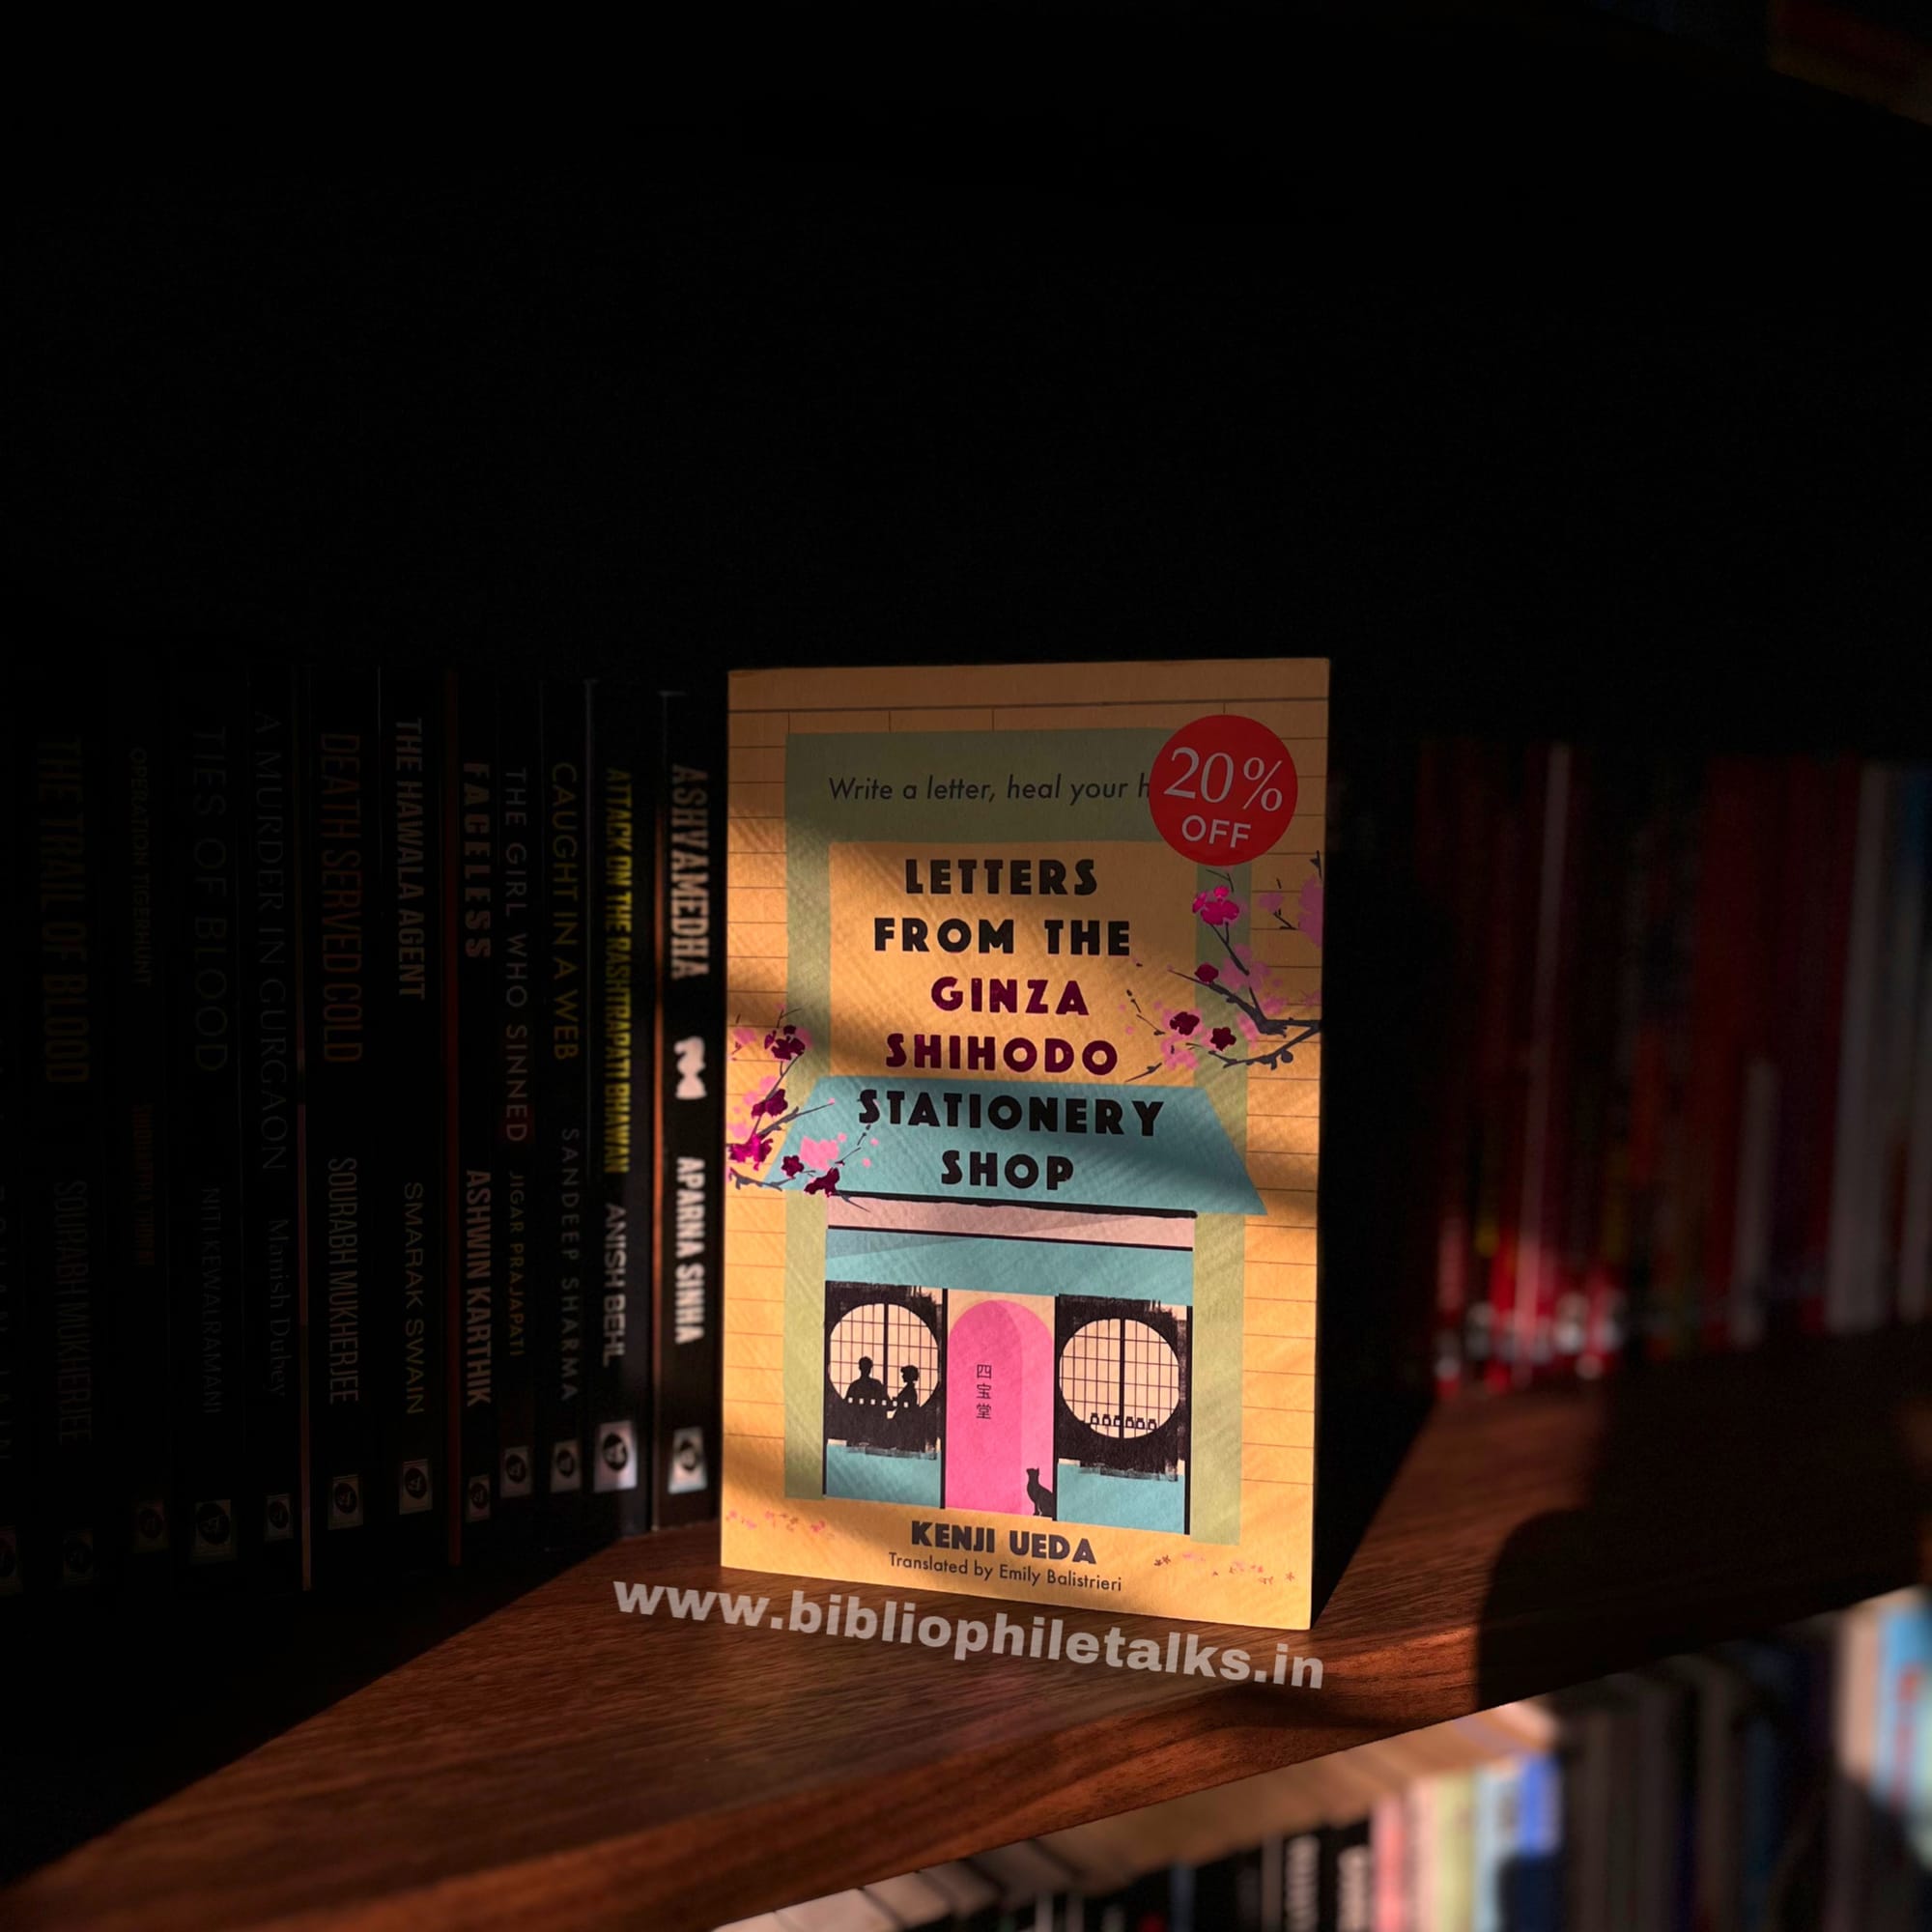 THE TRAIL OF BLOOD
SOURABH MUKHERJEE
OPERATION TIGERHUNT
TIES OF BLOOD
NITI KEWALRAMANI
A MURDER IN GURGAON
Manish Dubey
DEATH SERVED COLD
SOURABH MUKHERJEE
THE HAWALA AGENT
SMARAK SWAIN
FACELESS
ASHWIN KARTHIK
THE GIRL WHO SINNED
JIGAR PRAJAPATI
CAUGHT IN A WEB
SANDEEP SHARMA
ATTACK ON THE RASHTRAPATI BHAWAN
ANISH BEHL
ASHVAMEDHA
APARNA SINHA
Write a letter, heal your h
20%
OFF
LETTERS
FROM THE
GINZA
SHIHODO
STATIONERY
SHOP
四宝堂
KENJI UEDA
Translated by Emily Balistrieri
www.bibliophiletalks.in